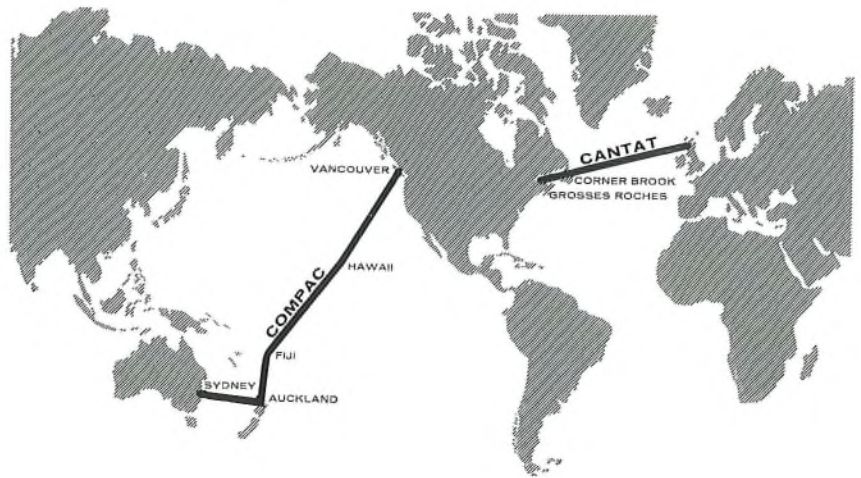 CANTAT
VANCOUVER
CORNER BROOK
GROSSES ROCHES
HAWAII
COMPAC
FIJI
SYDNEY
AUCKLAND